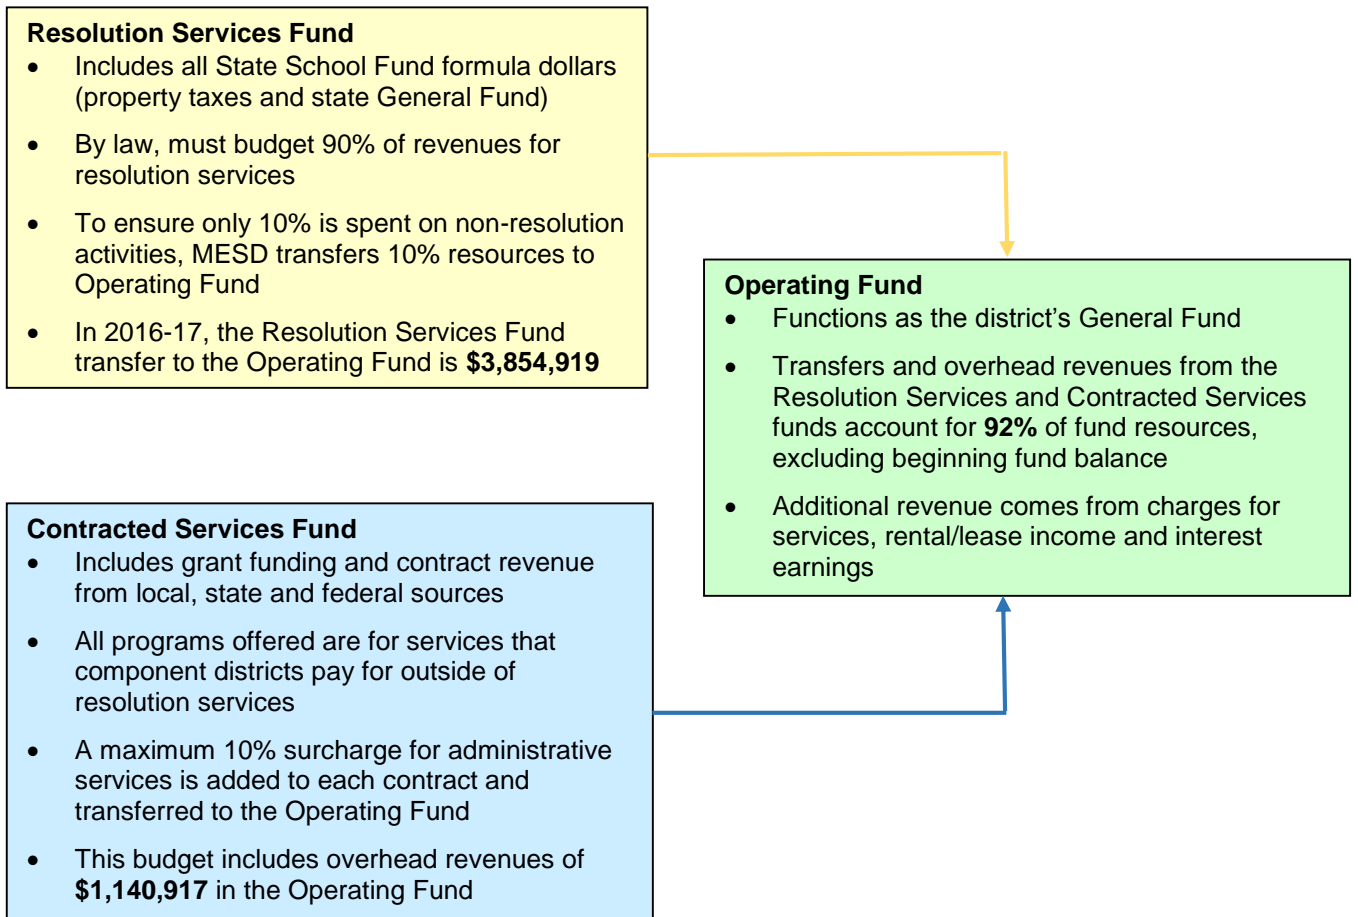 Resolution Services Fund
• Includes all State School Fund formula dollars
(property taxes and state General Fund)
• By law, must budget 90% of revenues for
resolution services
• To ensure only 10% is spent on non-resolution
activities, MESD transfers 10% resources to
Operating Fund
• In 2016-17, the Resolution Services Fund
transfer to the Operating Fund is $3,854,919
Contracted Services Fund
• Includes grant funding and contract revenue
from local, state and federal sources
• All programs offered are for services that
component districts pay for outside of
resolution services
• A maximum 10% surcharge for administrative
services is added to each contract and
transferred to the Operating Fund
• This budget includes overhead revenues of
$1,140,917 in the Operating Fund
Operating Fund
• Functions as the district's General Fund
• Transfers and overhead revenues from the
Resolution Services and Contracted Services
funds account for 92% of fund resources,
excluding beginning fund balance
• Additional revenue comes from charges for
services, rental/lease income and interest
earnings